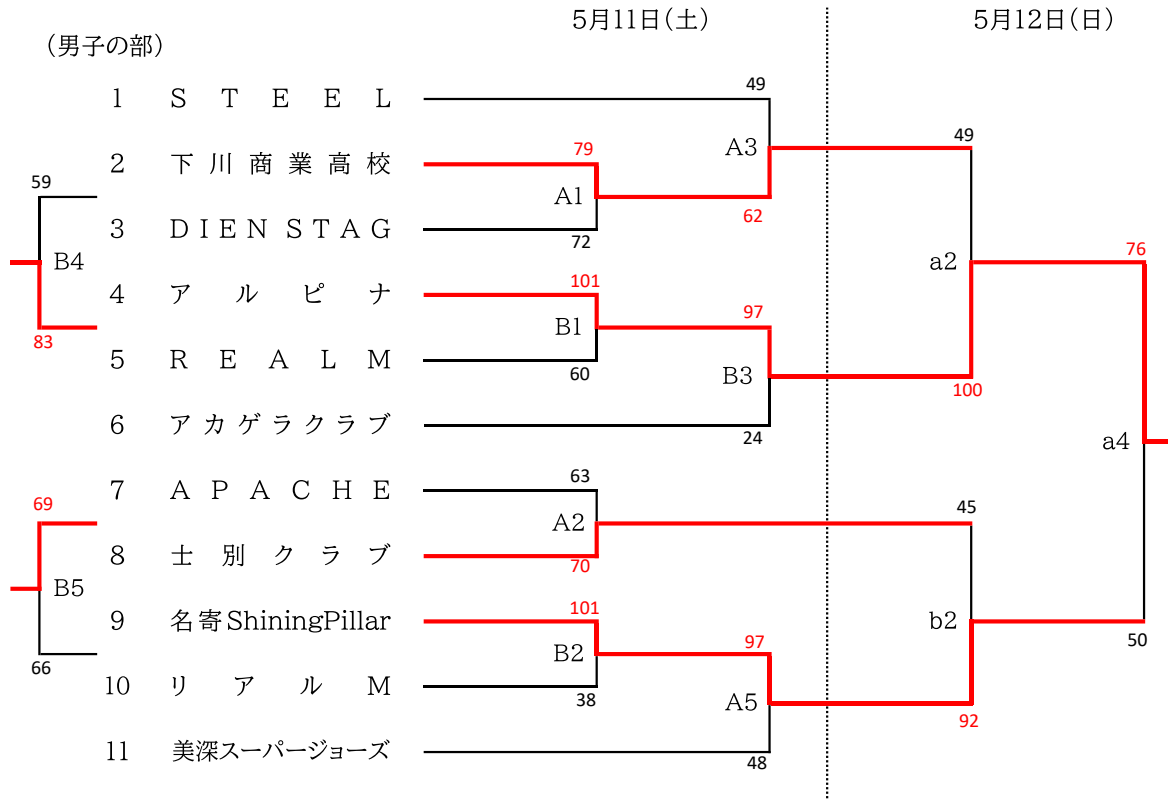 5月11日(土) 5月12日(日)
(男子の部)
49
1 STEEL
49
A3
79
2 下川商業高校
59
A1
62
72
3 DIENSTAG
76
B4
a2
101
4 アルピナ
97
83
B1
60
5 REALM
B3
100
6 アカゲラクラブ
24
a4
63
7 APACHE
69
45
A2
8 士別クラブ
70
B5
101
9 名寄ShiningPillar
b2
97
50
66
B2
38
10 リアルM
A5
92
11 美深スーパージョーズ
48